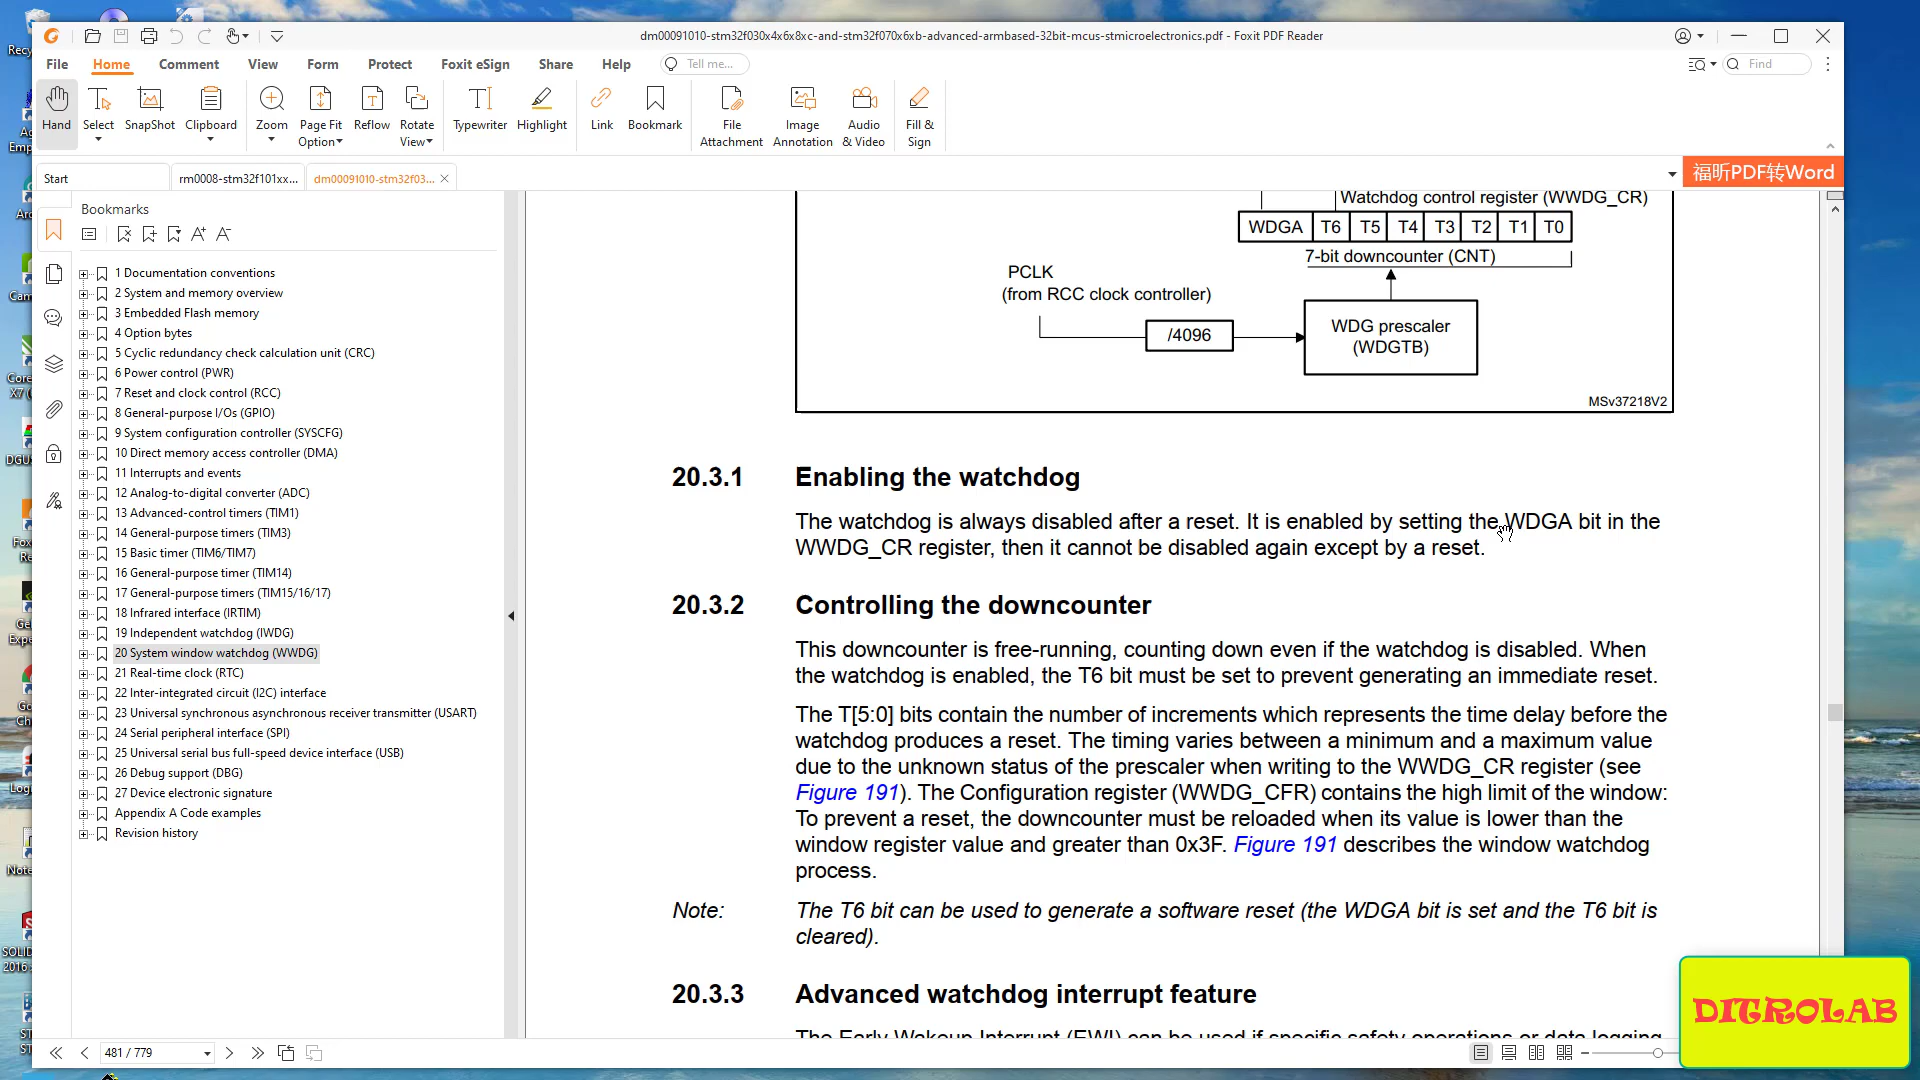 dm00091010-stm32f030x4x6x8xc-and-stm32f070x6xb-advanced-armbased-32bit-mcus-stmicroelectronics.pdf - Foxit PDF Reader
File Home Comment View Form Protect Foxit eSign Share Help Tell me... Find
Hand Select SnapShot Clipboard Zoom Page Fit Option Reflow Rotate View Typewriter Highlight Link Bookmark File Attachment Image Annotation Audio & Video Fill & Sign
Start rm0008-stm32f101xx... dm00091010-stm32f03... 福昕PDF转Word
Bookmarks
1 Documentation conventions
2 System and memory overview
3 Embedded Flash memory
4 Option bytes
5 Cyclic redundancy check calculation unit (CRC)
6 Power control (PWR)
7 Reset and clock control (RCC)
8 General-purpose I/Os (GPIO)
9 System configuration controller (SYSCFG)
10 Direct memory access controller (DMA)
11 Interrupts and events
12 Analog-to-digital converter (ADC)
13 Advanced-control timers (TIM1)
14 General-purpose timers (TIM3)
15 Basic timer (TIM6/TIM7)
16 General-purpose timer (TIM14)
17 General-purpose timers (TIM15/16/17)
18 Infrared interface (IRTIM)
19 Independent watchdog (IWDG)
20 System window watchdog (WWDG)
21 Real-time clock (RTC)
22 Inter-integrated circuit (I2C) interface
23 Universal synchronous asynchronous receiver transmitter (USART)
24 Serial peripheral interface (SPI)
25 Universal serial bus full-speed device interface (USB)
26 Debug support (DBG)
27 Device electronic signature
Appendix A Code examples
Revision history
Watchdog control register (WWDG_CR)
WDGA T6 T5 T4 T3 T2 T1 T0
7-bit downcounter (CNT)
PCLK
(from RCC clock controller)
/4096
WDG prescaler
(WDGTB)
MSv37218V2
20.3.1 Enabling the watchdog
The watchdog is always disabled after a reset. It is enabled by setting the WDGA bit in the
WWDG_CR register, then it cannot be disabled again except by a reset.
20.3.2 Controlling the downcounter
This downcounter is free-running, counting down even if the watchdog is disabled. When
the watchdog is enabled, the T6 bit must be set to prevent generating an immediate reset.
The T[5:0] bits contain the number of increments which represents the time delay before the
watchdog produces a reset. The timing varies between a minimum and a maximum value
due to the unknown status of the prescaler when writing to the WWDG_CR register (see
Figure 191). The Configuration register (WWDG_CFR) contains the high limit of the window:
To prevent a reset, the downcounter must be reloaded when its value is lower than the
window register value and greater than 0x3F. Figure 191 describes the window watchdog
process.
Note: The T6 bit can be used to generate a software reset (the WDGA bit is set and the T6 bit is
cleared).
20.3.3 Advanced watchdog interrupt feature
The Early Wakeup Interrupt (EWI) can be used if specific safety operations or data logging
481 / 779
DITROLAB